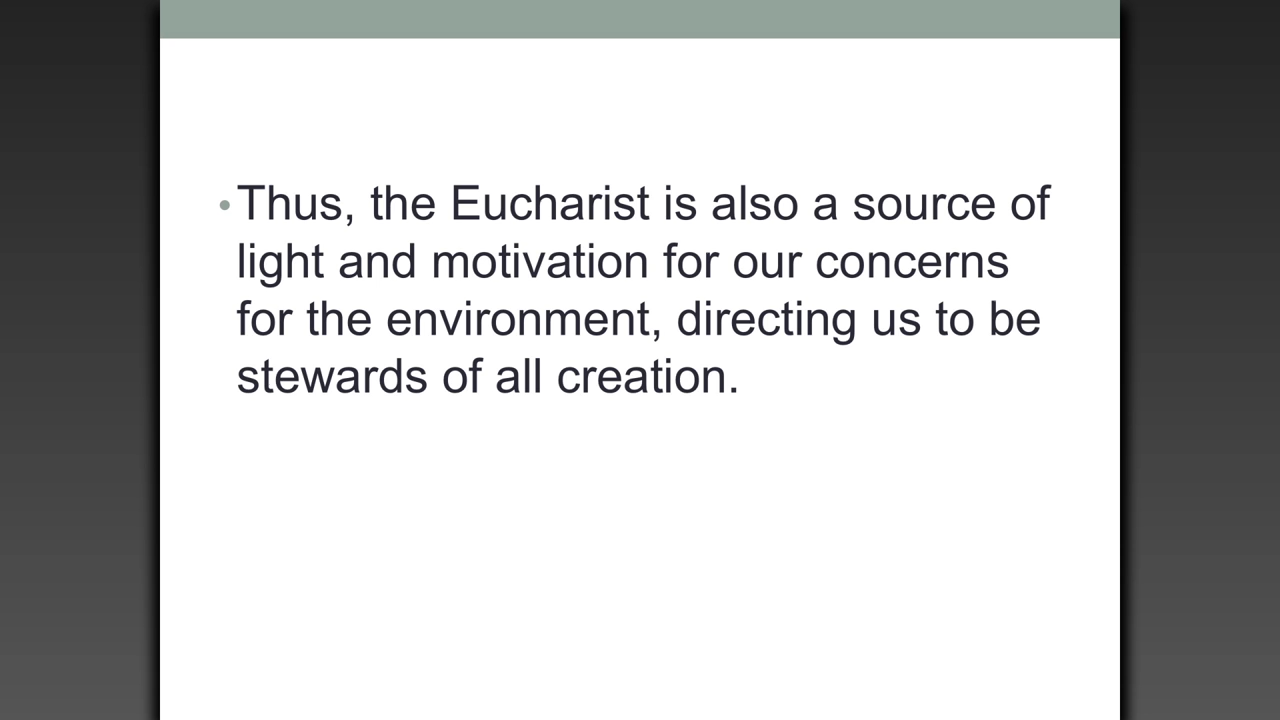 •Thus, the Eucharist is also a source of
light and motivation for our concerns
for the environment, directing us to be
stewards of all creation.